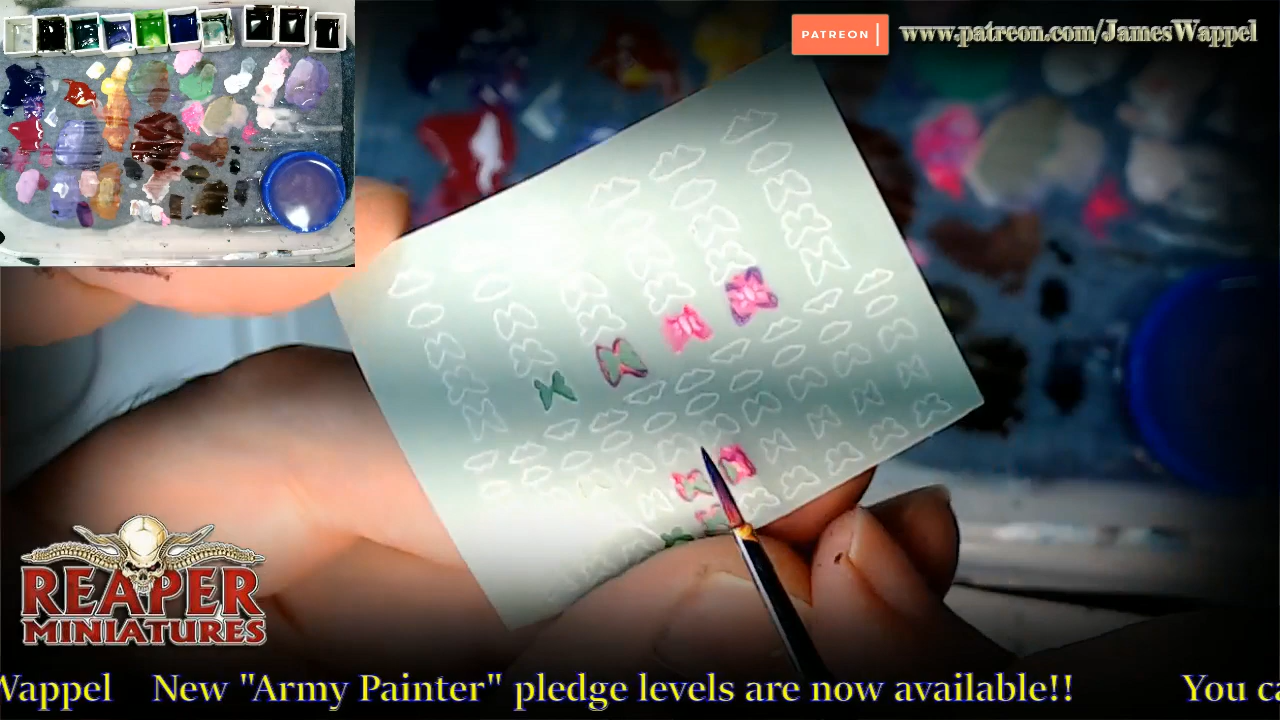 PATREON
www.patreon.com/JamesWappel
REAPER
MINIATURES
Wappel New "Army Painter" pledge levels are now available!! You ca